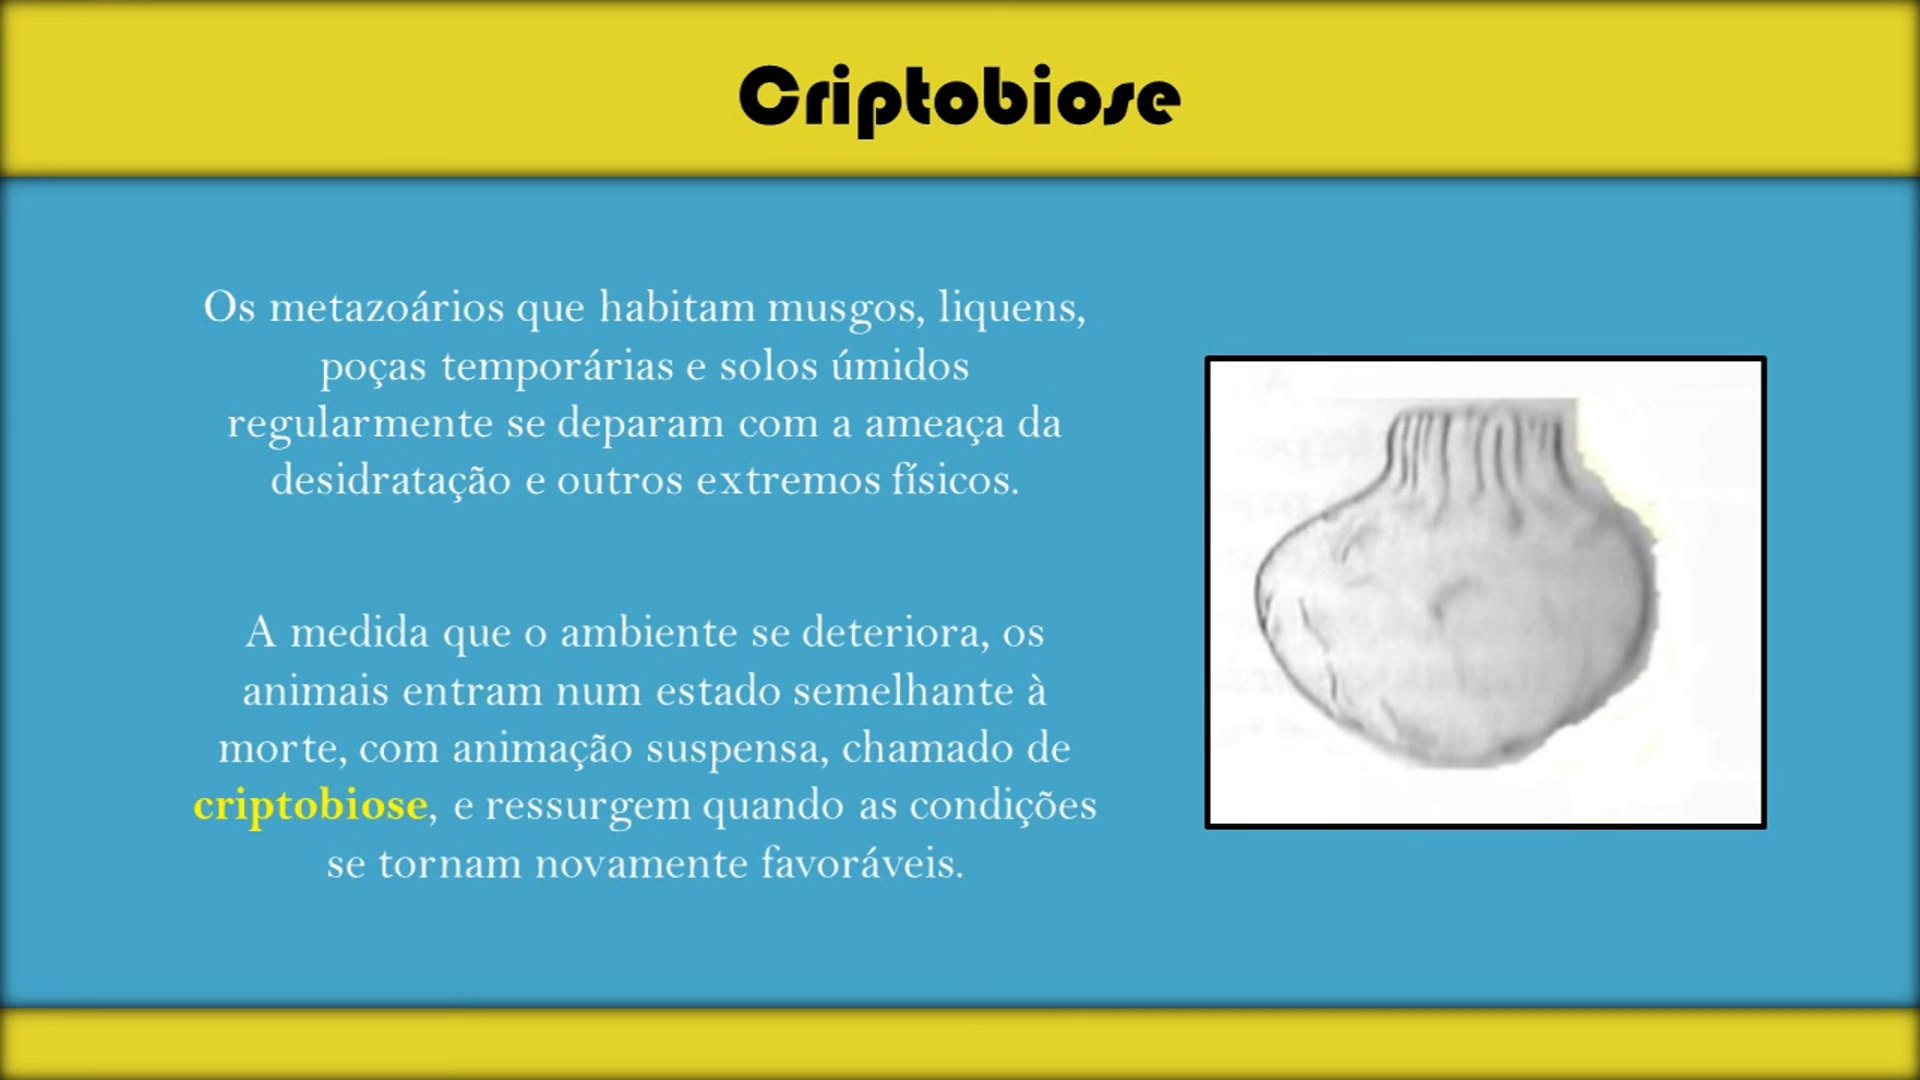 Criptobiose
Os metazoários que habitam musgos, liquens,
poças temporárias e solos úmidos
regularmente se deparam com a ameaça da
desidratação e outros extremos físicos.
A medida que o ambiente se deteriora, os
animais entram num estado semelhante à
morte, com animação suspensa, chamado de
criptobiose, e ressurgem quando as condições
se tornam novamente favoráveis.